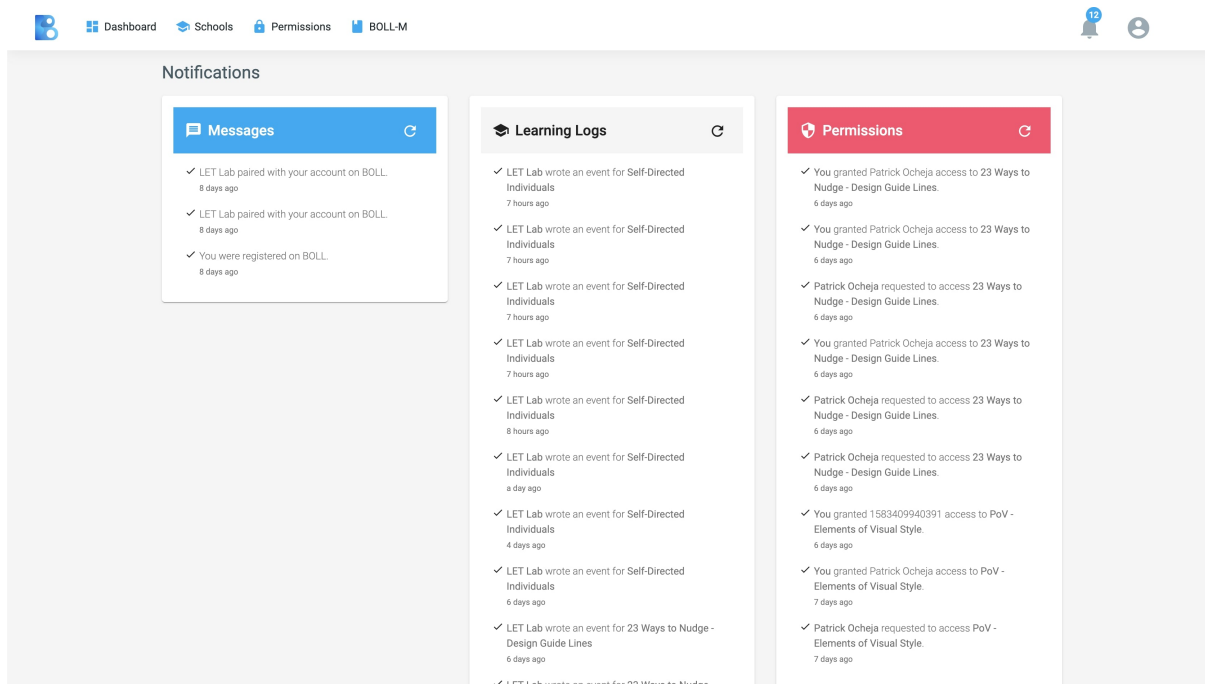 Dashboard Schools Permissions BOLL-M 12
Notifications
Messages
LET Lab paired with your account on BOLL.
8 days ago
LET Lab paired with your account on BOLL.
8 days ago
You were registered on BOLL.
8 days ago
Learning Logs
LET Lab wrote an event for Self-Directed
Individuals
7 hours ago
LET Lab wrote an event for Self-Directed
Individuals
7 hours ago
LET Lab wrote an event for Self-Directed
Individuals
7 hours ago
LET Lab wrote an event for Self-Directed
Individuals
7 hours ago
LET Lab wrote an event for Self-Directed
Individuals
8 hours ago
LET Lab wrote an event for Self-Directed
Individuals
a day ago
LET Lab wrote an event for Self-Directed
Individuals
4 days ago
LET Lab wrote an event for Self-Directed
Individuals
6 days ago
LET Lab wrote an event for 23 Ways to Nudge -
Design Guide Lines
6 days ago
LET Lab wrote an event for 23 Ways to Nudge
Permissions
You granted Patrick Ocheja access to 23 Ways to
Nudge - Design Guide Lines.
6 days ago
You granted Patrick Ocheja access to 23 Ways to
Nudge - Design Guide Lines.
6 days ago
Patrick Ocheja requested to access 23 Ways to
Nudge - Design Guide Lines.
6 days ago
You granted Patrick Ocheja access to 23 Ways to
Nudge - Design Guide Lines.
6 days ago
Patrick Ocheja requested to access 23 Ways to
Nudge - Design Guide Lines.
6 days ago
Patrick Ocheja requested to access 23 Ways to
Nudge - Design Guide Lines.
6 days ago
You granted 1583409940391 access to PoV -
Elements of Visual Style.
6 days ago
You granted Patrick Ocheja access to PoV -
Elements of Visual Style.
7 days ago
Patrick Ocheja requested to access PoV -
Elements of Visual Style.
7 days ago